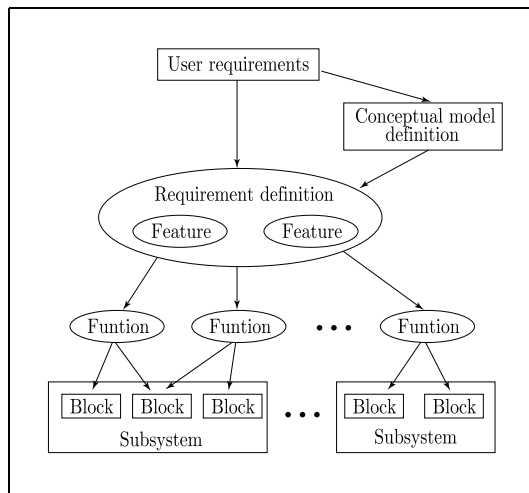 User requirements
Conceptual model
definition
Requirement definition
Feature Feature
Funtion Funtion Funtion
Block Block Block Block Block
Subsystem Subsystem